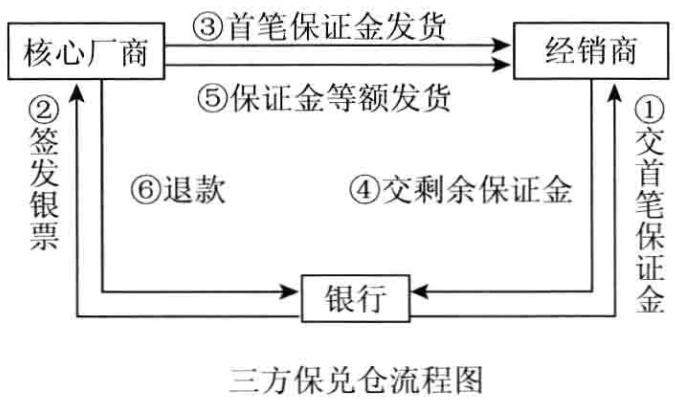 ③首笔保证金发货
核心厂商
经销商
⑤保证金等额发货
②签发银票
①交首笔保证金
⑥退款
④交剩余保证金
银行
三方保兑仓流程图